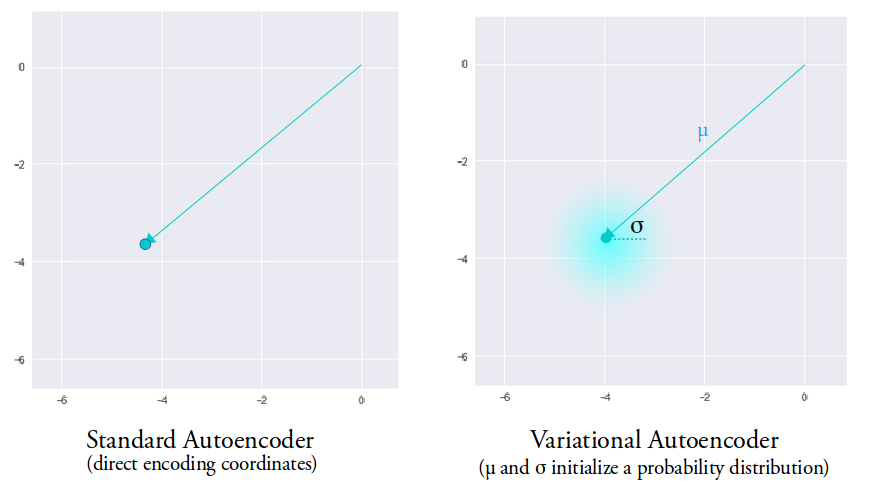 0
-2
-4
-6
-6
-4
-2
0
Standard Autoencoder
(direct encoding coordinates)
0
-2
-4
-6
μ
σ
-6
-4
-2
0
Variational Autoencoder
(μ and σ initialize a probability distribution)